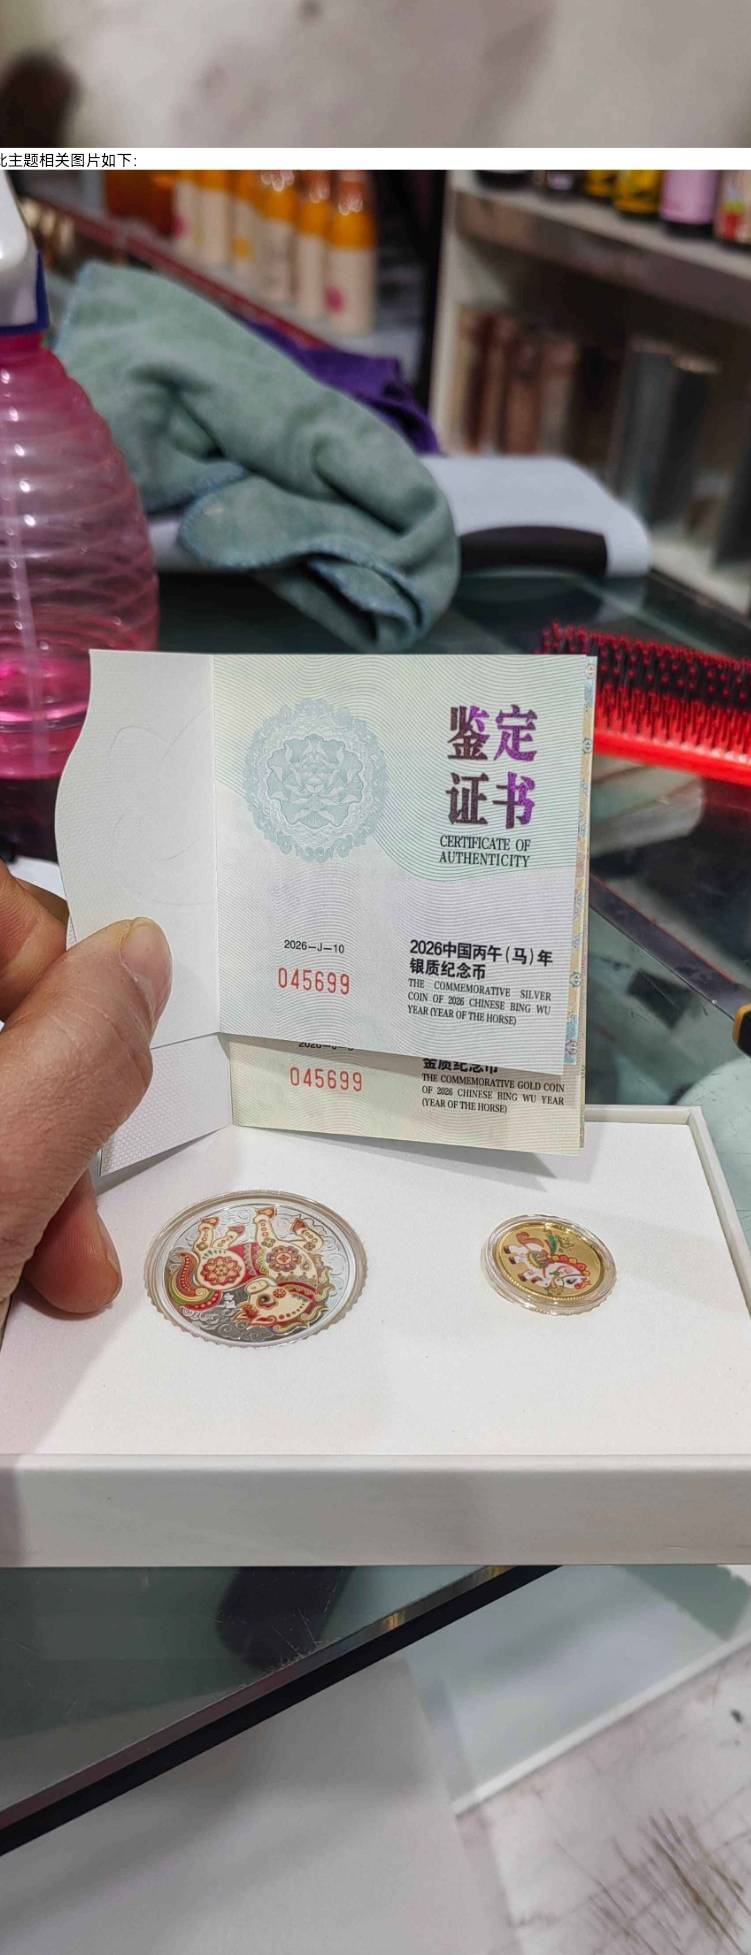 此主题相关图片如下：
鉴定
证书
CERTIFICATE OF
AUTHENTICITY
2026-J-10
045699
2026中国丙午(马)年
银质纪念币
THE COMMEMORATIVE SILVER
COIN OF 2026 CHINESE BING WU
YEAR (YEAR OF THE HORSE)
045699
金质纪念币
THE COMMEMORATIVE GOLD COIN
OF 2026 CHINESE BING WU YEAR
(YEAR OF THE HORSE)